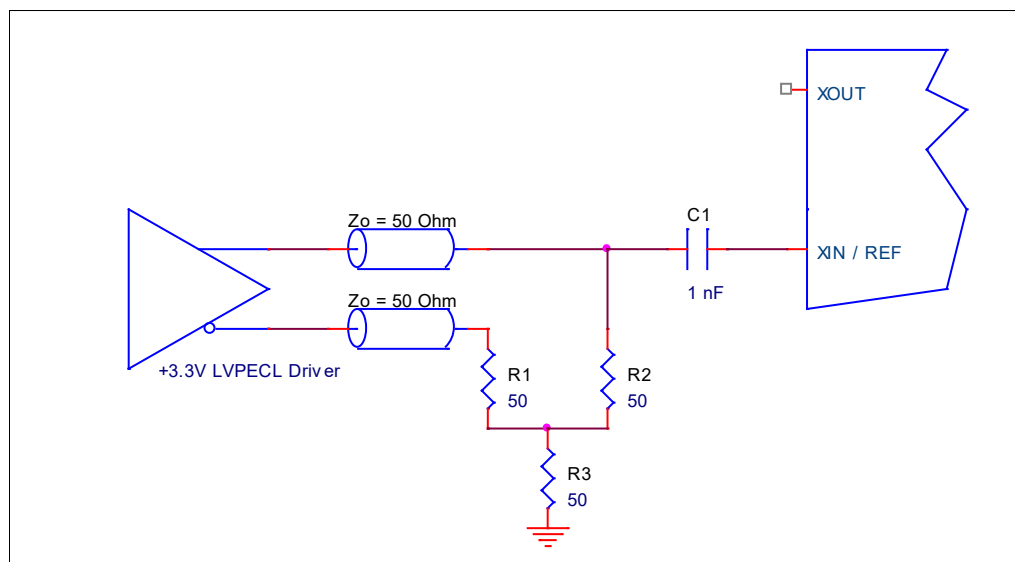 XOUT
Zo = 50 Ohm
C1
XIN / REF
1 nF
Zo = 50 Ohm
+3.3V LVPECL Driver
R1
50
R2
50
R3
50